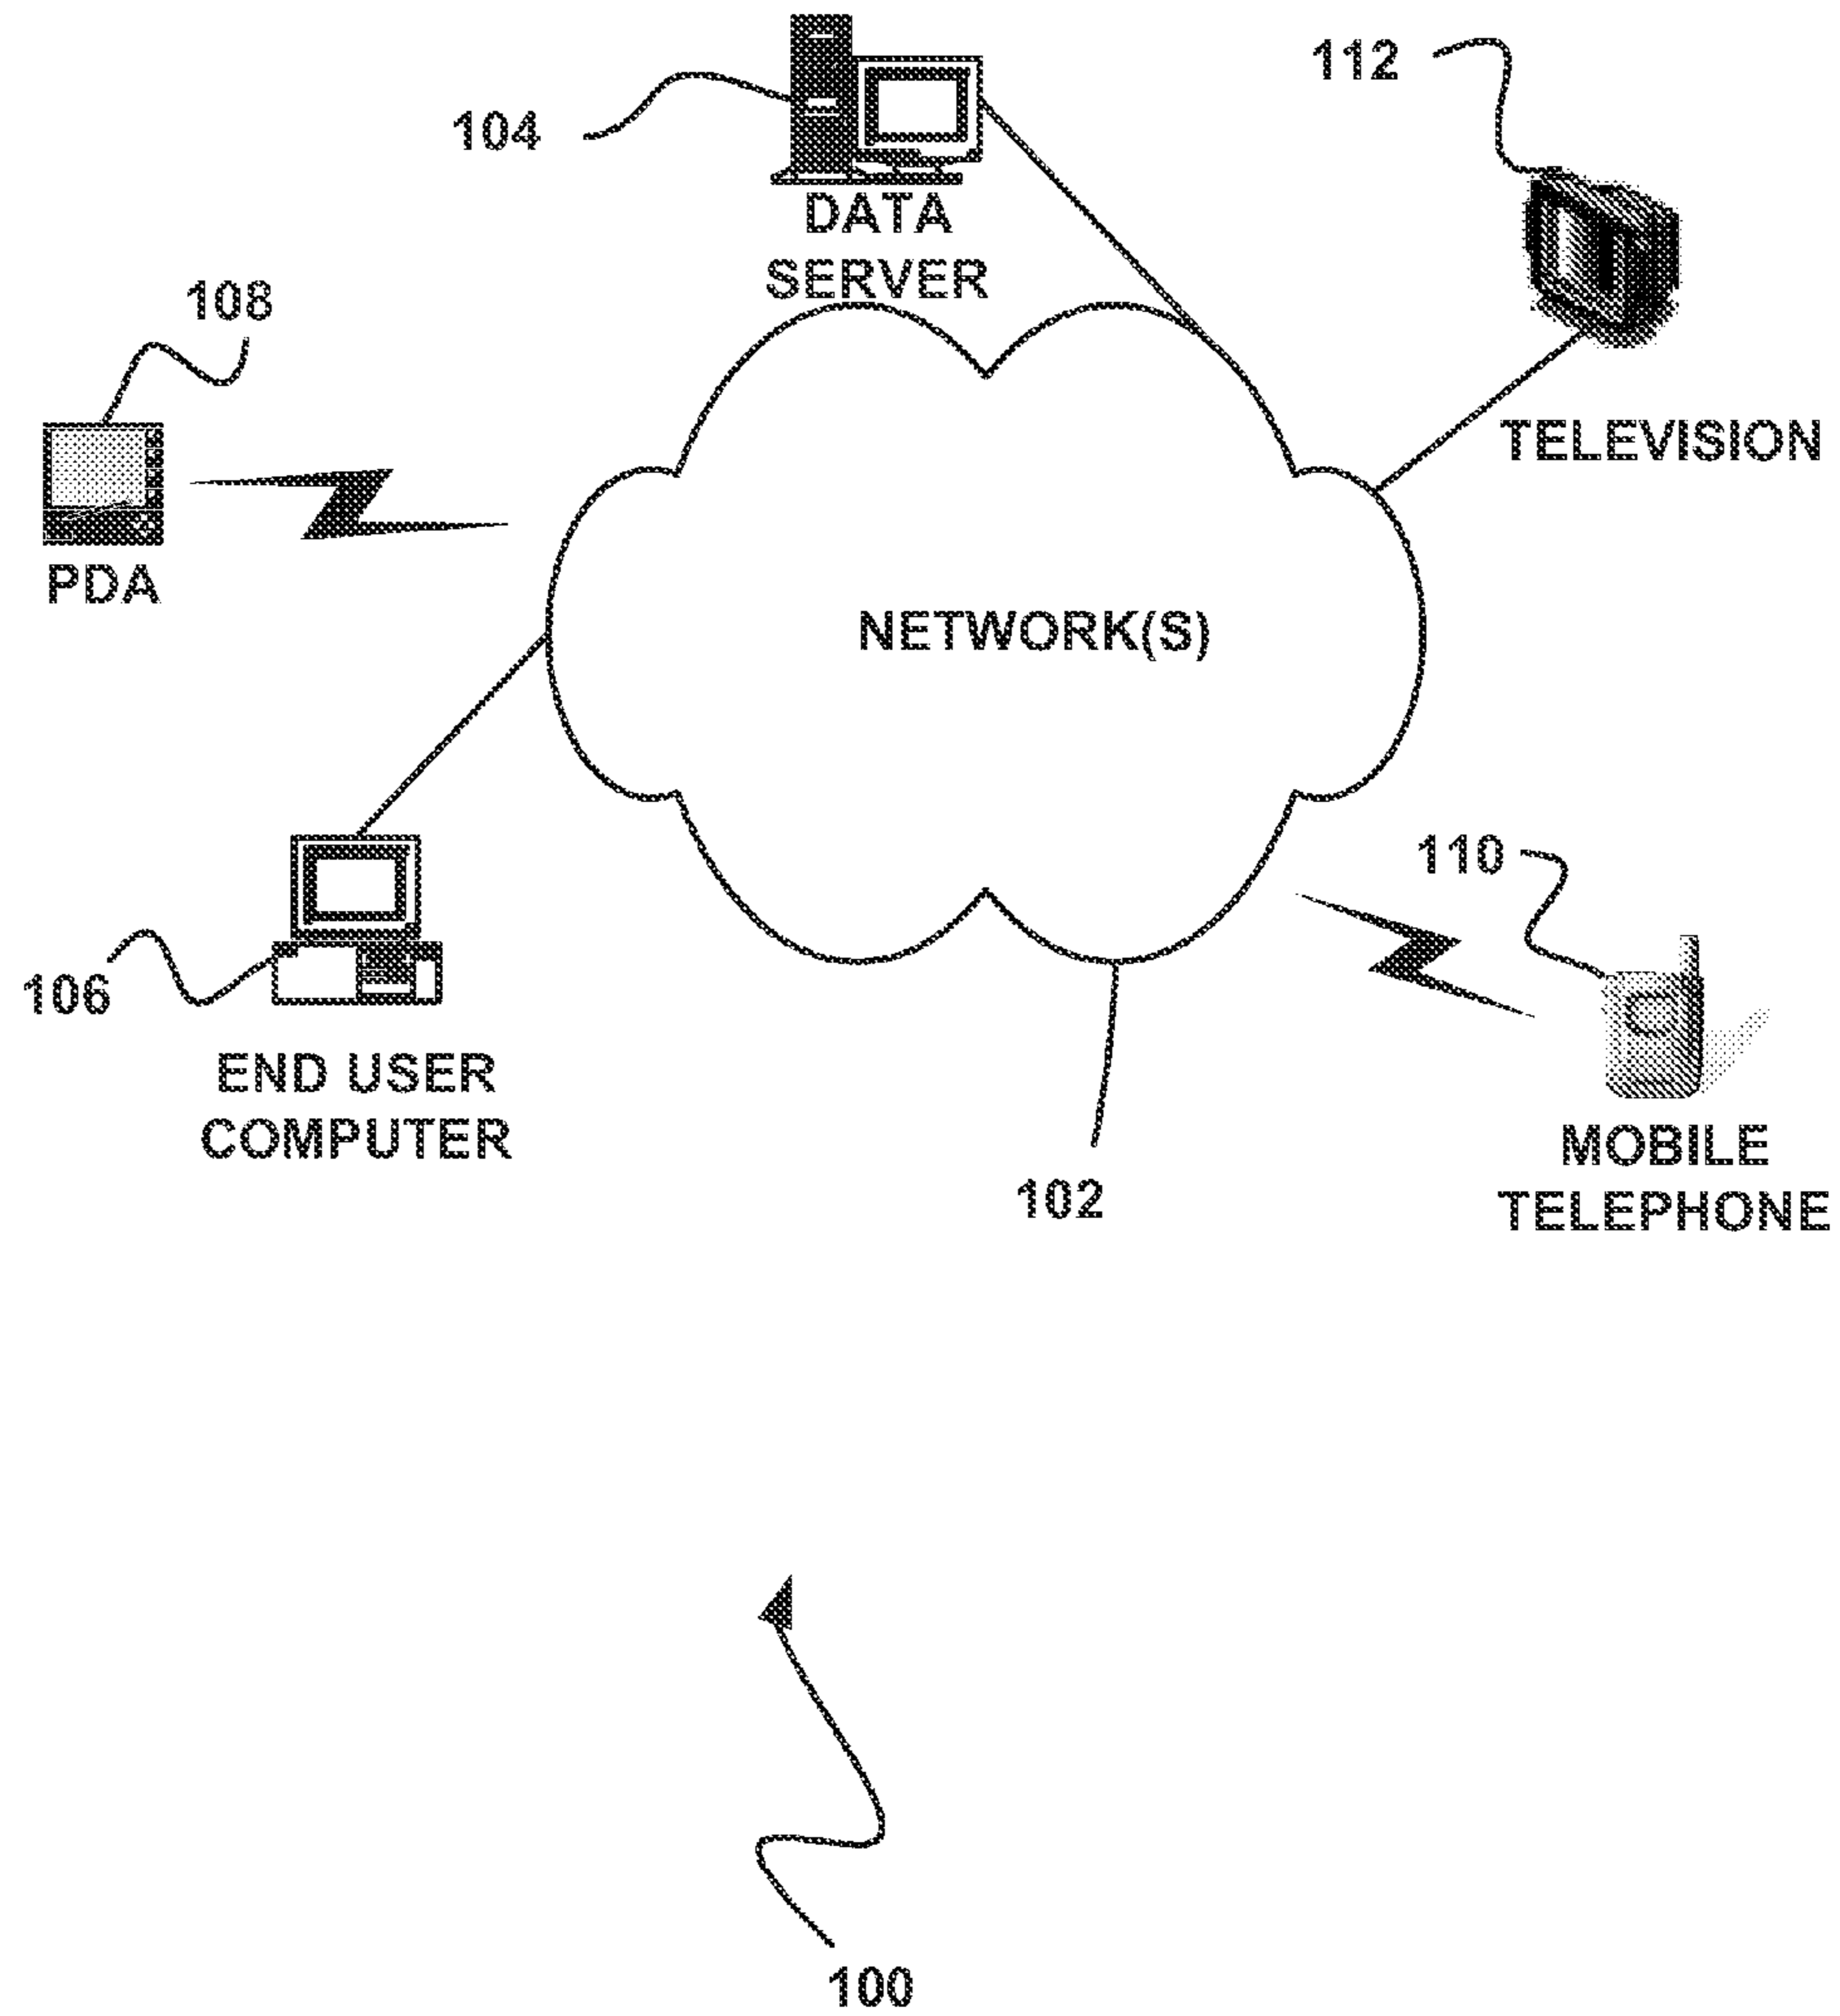 112
104
DATA
SERVER
108
TELEVISION
PDA
NETWORK(S)
110
106
END USER
COMPUTER
MOBILE
TELEPHONE
102
100